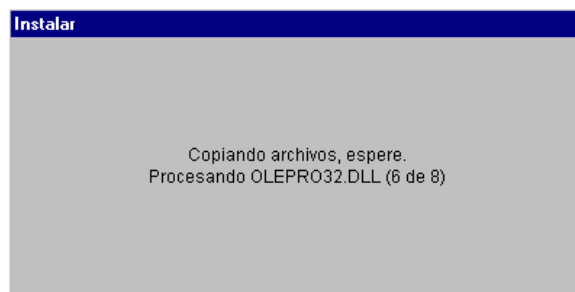 Instalar
Copiando archivos, espere.
Procesando OLEPRO32.DLL (6 de 8)